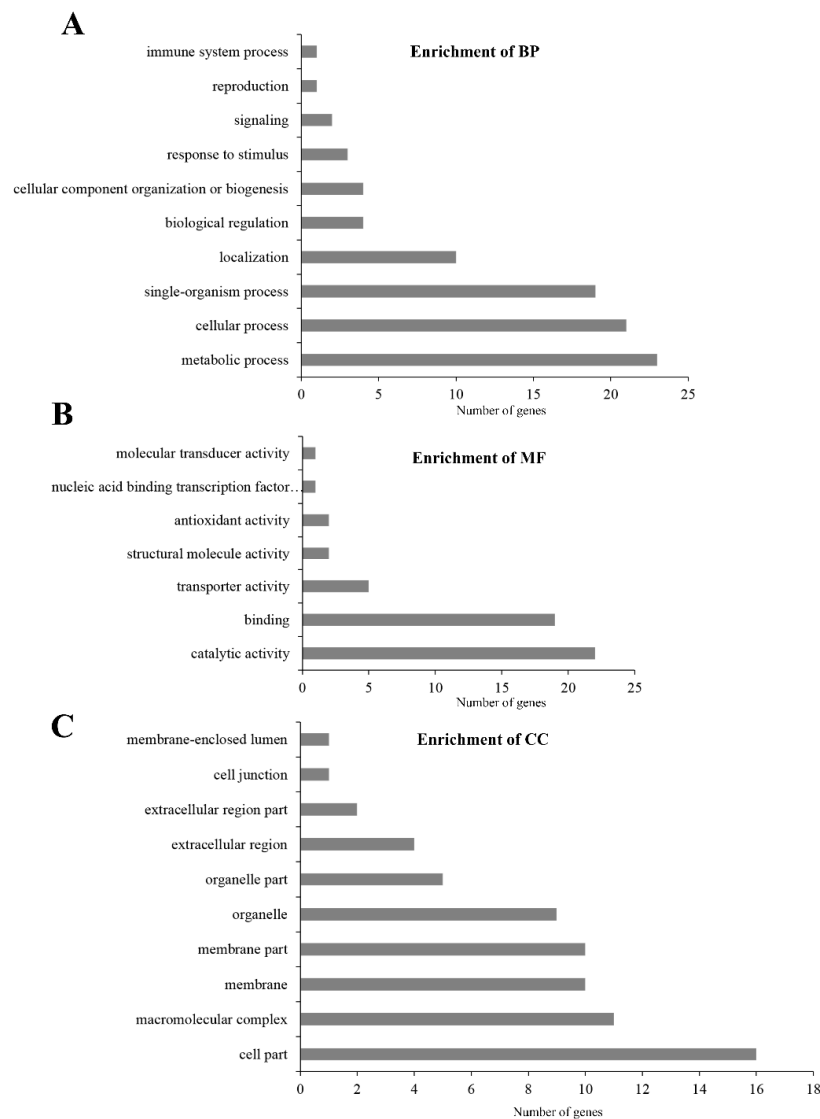 A
Enrichment of BP
immune system process
reproduction
signaling
response to stimulus
cellular component organization or biogenesis
biological regulation
localization
single-organism process
cellular process
metabolic process
0 5 10 15 20 25
Number of genes
B
Enrichment of MF
molecular transducer activity
nucleic acid binding transcription factor…
antioxidant activity
structural molecule activity
transporter activity
binding
catalytic activity
0 5 10 15 20 25
Number of genes
C
Enrichment of CC
membrane-enclosed lumen
cell junction
extracellular region part
extracellular region
organelle part
organelle
membrane part
membrane
macromolecular complex
cell part
0 2 4 6 8 10 12 14 16 18
Number of genes